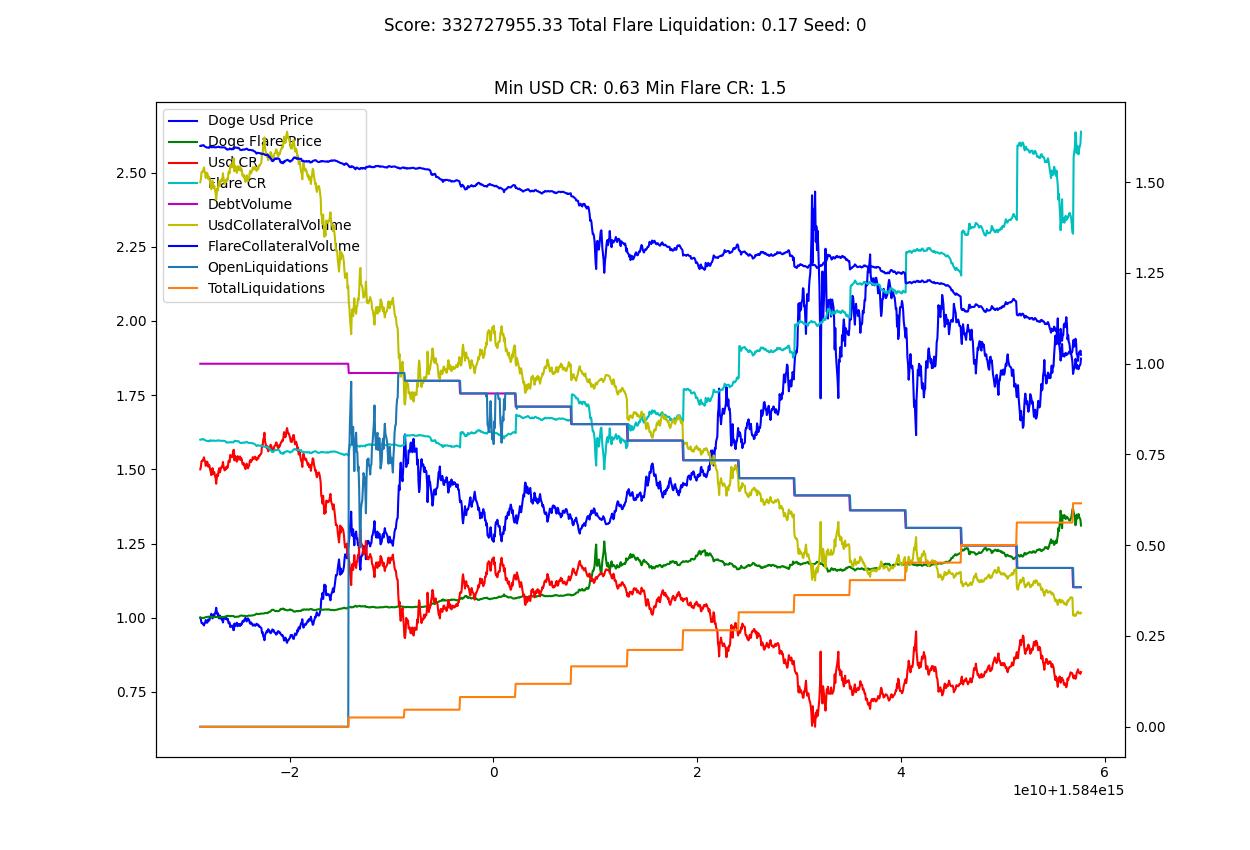 Score: 332727955.33 Total Flare Liquidation: 0.17 Seed: 0
Min USD CR: 0.63 Min Flare CR: 1.5
Doge Usd Price
Doge Flare Price
Usd CR
Flare CR
DebtVolume
UsdCollateralVolume
FlareCollateralVolume
OpenLiquidations
TotalLiquidations
2.50
2.25
2.00
1.75
1.50
1.25
1.00
0.75
1.50
1.25
1.00
0.75
0.50
0.25
0.00
−2 0 2 4 6
1e10+1.584e15